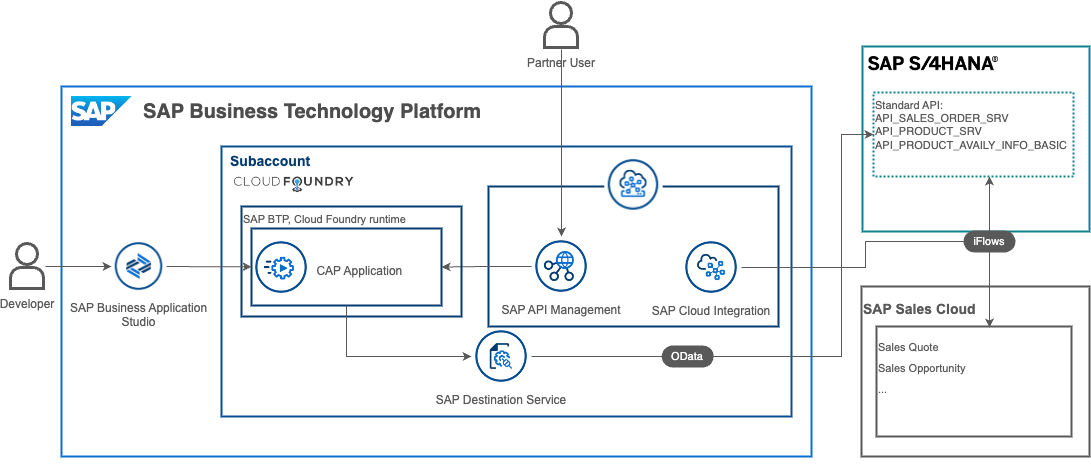 Partner User
SAP
SAP Business Technology Platform
Subaccount
CLOUD FOUNDRY
SAP BTP, Cloud Foundry runtime
CAP Application
Developer
SAP Business Application
Studio
SAP API Management
SAP Cloud Integration
SAP Destination Service
OData
iFlows
SAP S/4HANA®
Standard API:
API_SALES_ORDER_SRV
API_PRODUCT_SRV
API_PRODUCT_AVAILY_INFO_BASIC
SAP Sales Cloud
Sales Quote
Sales Opportunity
...